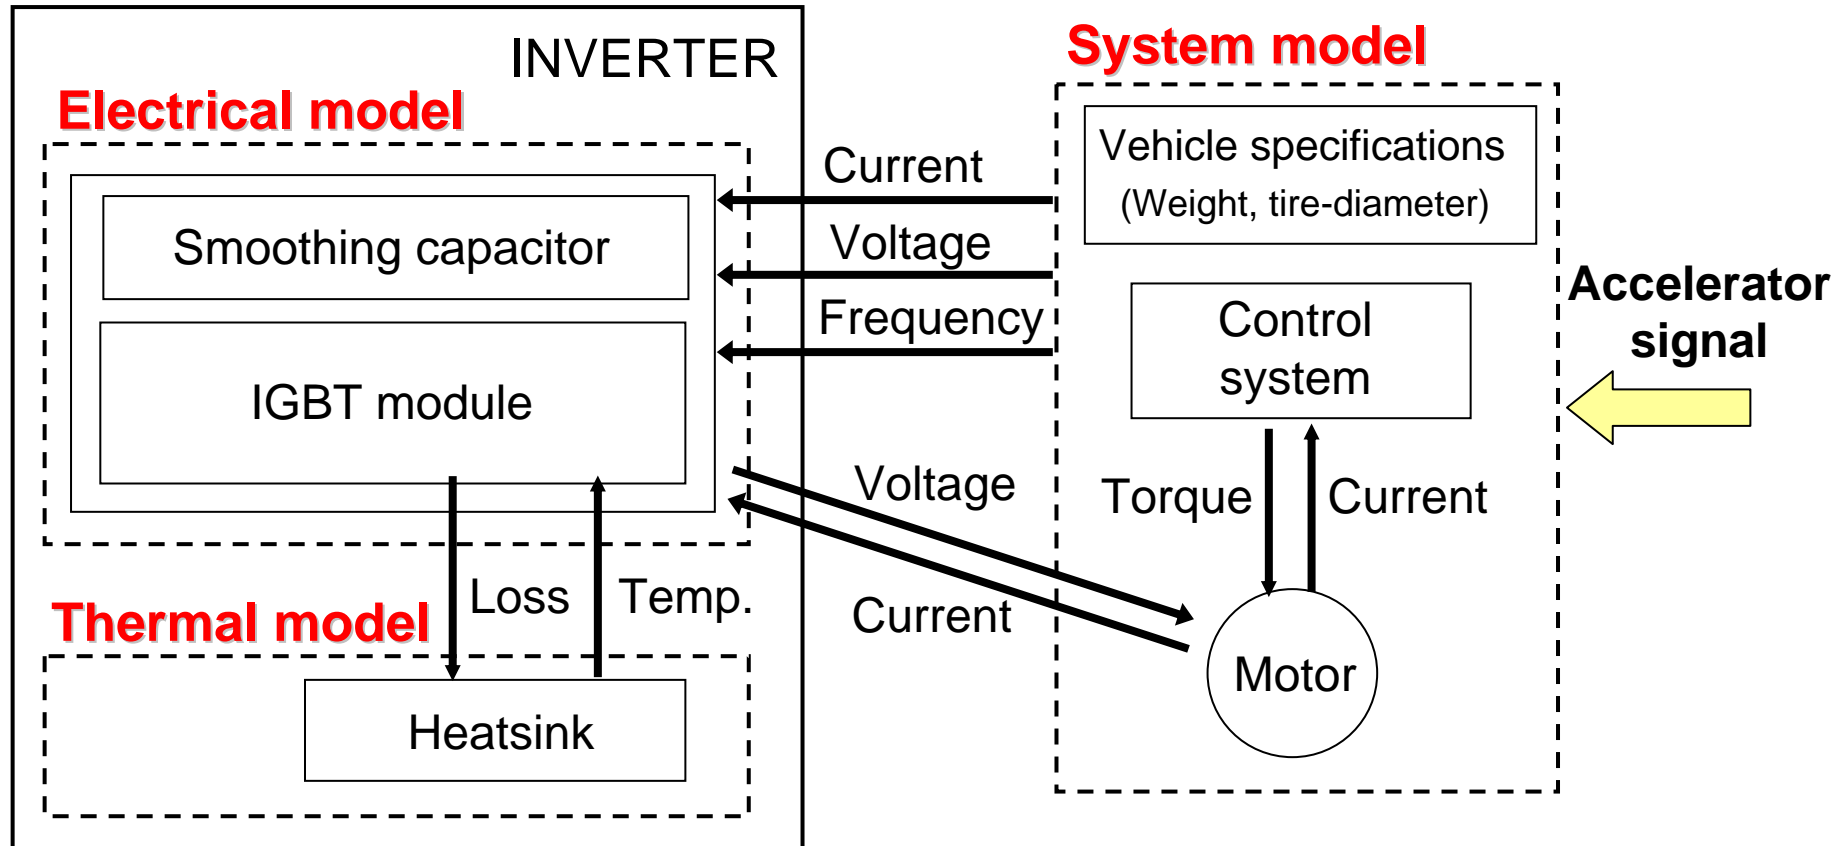 INVERTER
Electrical model
Smoothing capacitor
IGBT module
Loss
Temp.
Thermal model
Heatsink
Current
Voltage
Frequency
Voltage
Current
System model
Vehicle specifications
(Weight, tire-diameter)
Control
system
Torque
Current
Motor
Accelerator
signal